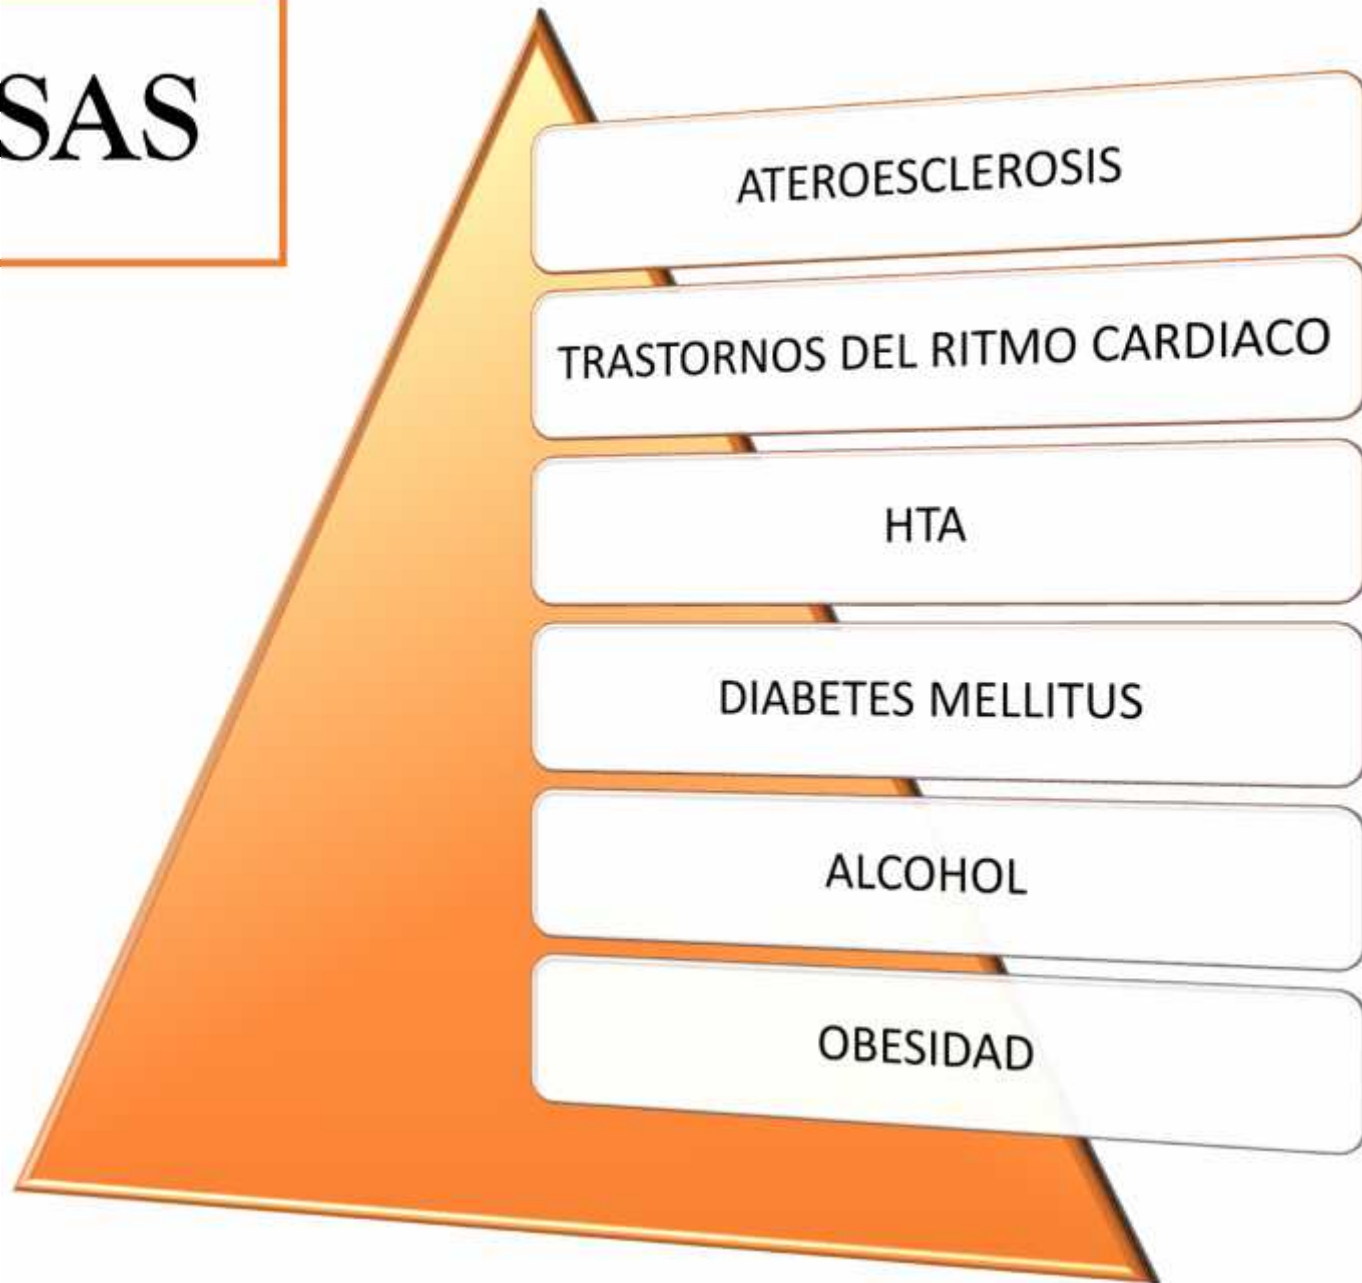 SAS
ATEROESCLEROSIS
TRASTORNOS DEL RITMO CARDIACO
HTA
DIABETES MELLITUS
ALCOHOL
OBESIDAD